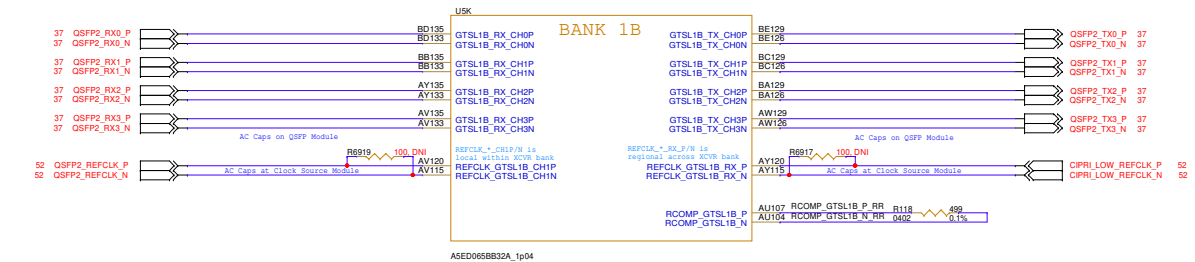 U5K
BANK 1B
37 QSFP2_RX0_P BD135 GTSL1B_RX_CH0P GTSL1B_TX_CH0P BE129 QSFP2_TX0_P 37
37 QSFP2_RX0_N BD133 GTSL1B_RX_CH0N GTSL1B_TX_CH0N BE126 QSFP2_TX0_N 37
37 QSFP2_RX1_P BB135 GTSL1B_RX_CH1P GTSL1B_TX_CH1P BC129 QSFP2_TX1_P 37
37 QSFP2_RX1_N BB133 GTSL1B_RX_CH1N GTSL1B_TX_CH1N BC126 QSFP2_TX1_N 37
37 QSFP2_RX2_P AY135 GTSL1B_RX_CH2P GTSL1B_TX_CH2P BA129 QSFP2_TX2_P 37
37 QSFP2_RX2_N AY133 GTSL1B_RX_CH2N GTSL1B_TX_CH2N BA126 QSFP2_TX2_N 37
37 QSFP2_RX3_P AV135 GTSL1B_RX_CH3P GTSL1B_TX_CH3P AW129 QSFP2_TX3_P 37
37 QSFP2_RX3_N AV133 GTSL1B_RX_CH3N GTSL1B_TX_CH3N AW126 QSFP2_TX3_N 37
AC Caps on QSFP Module AC Caps on QSFP Module
REFCLK_*_CH1P/N is REFCLK_*_RX_P/N is
R6919 100, DNI local within XCVR bank regional across XCVR bank R6917 100, DNI
52 QSFP2_REFCLK_P AV120 REFCLK_GTSL1B_CH1P REFCLK_GTSL1B_RX_P AY120 CIPRI_LOW_REFCLK_P 52
52 QSFP2_REFCLK_N AC Caps at Clock Source Module AV115 REFCLK_GTSL1B_CH1N REFCLK_GTSL1B_RX_N AY115 AC Caps at Clock Source Module CIPRI_LOW_REFCLK_N 52
RCOMP_GTSL1B_P AU107 RCOMP_GTSL1B_P_RR R118 499
RCOMP_GTSL1B_N AU104 RCOMP_GTSL1B_N_RR 0402 0.1%
A5ED065BB32A_1p04